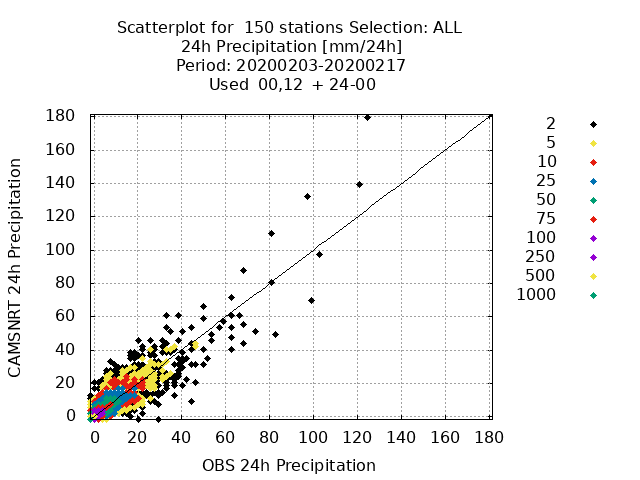 Scatterplot for  150 stations Selection: ALL
24h Precipitation [mm/24h]
Period: 20200203-20200217
Used  00,12  + 24-00
180
160
140
120
100
80
60
40
20
0
0 20 40 60 80 100 120 140 160 180
CAMSNRT 24h Precipitation
OBS 24h Precipitation
2
5
10
25
50
75
100
250
500
1000